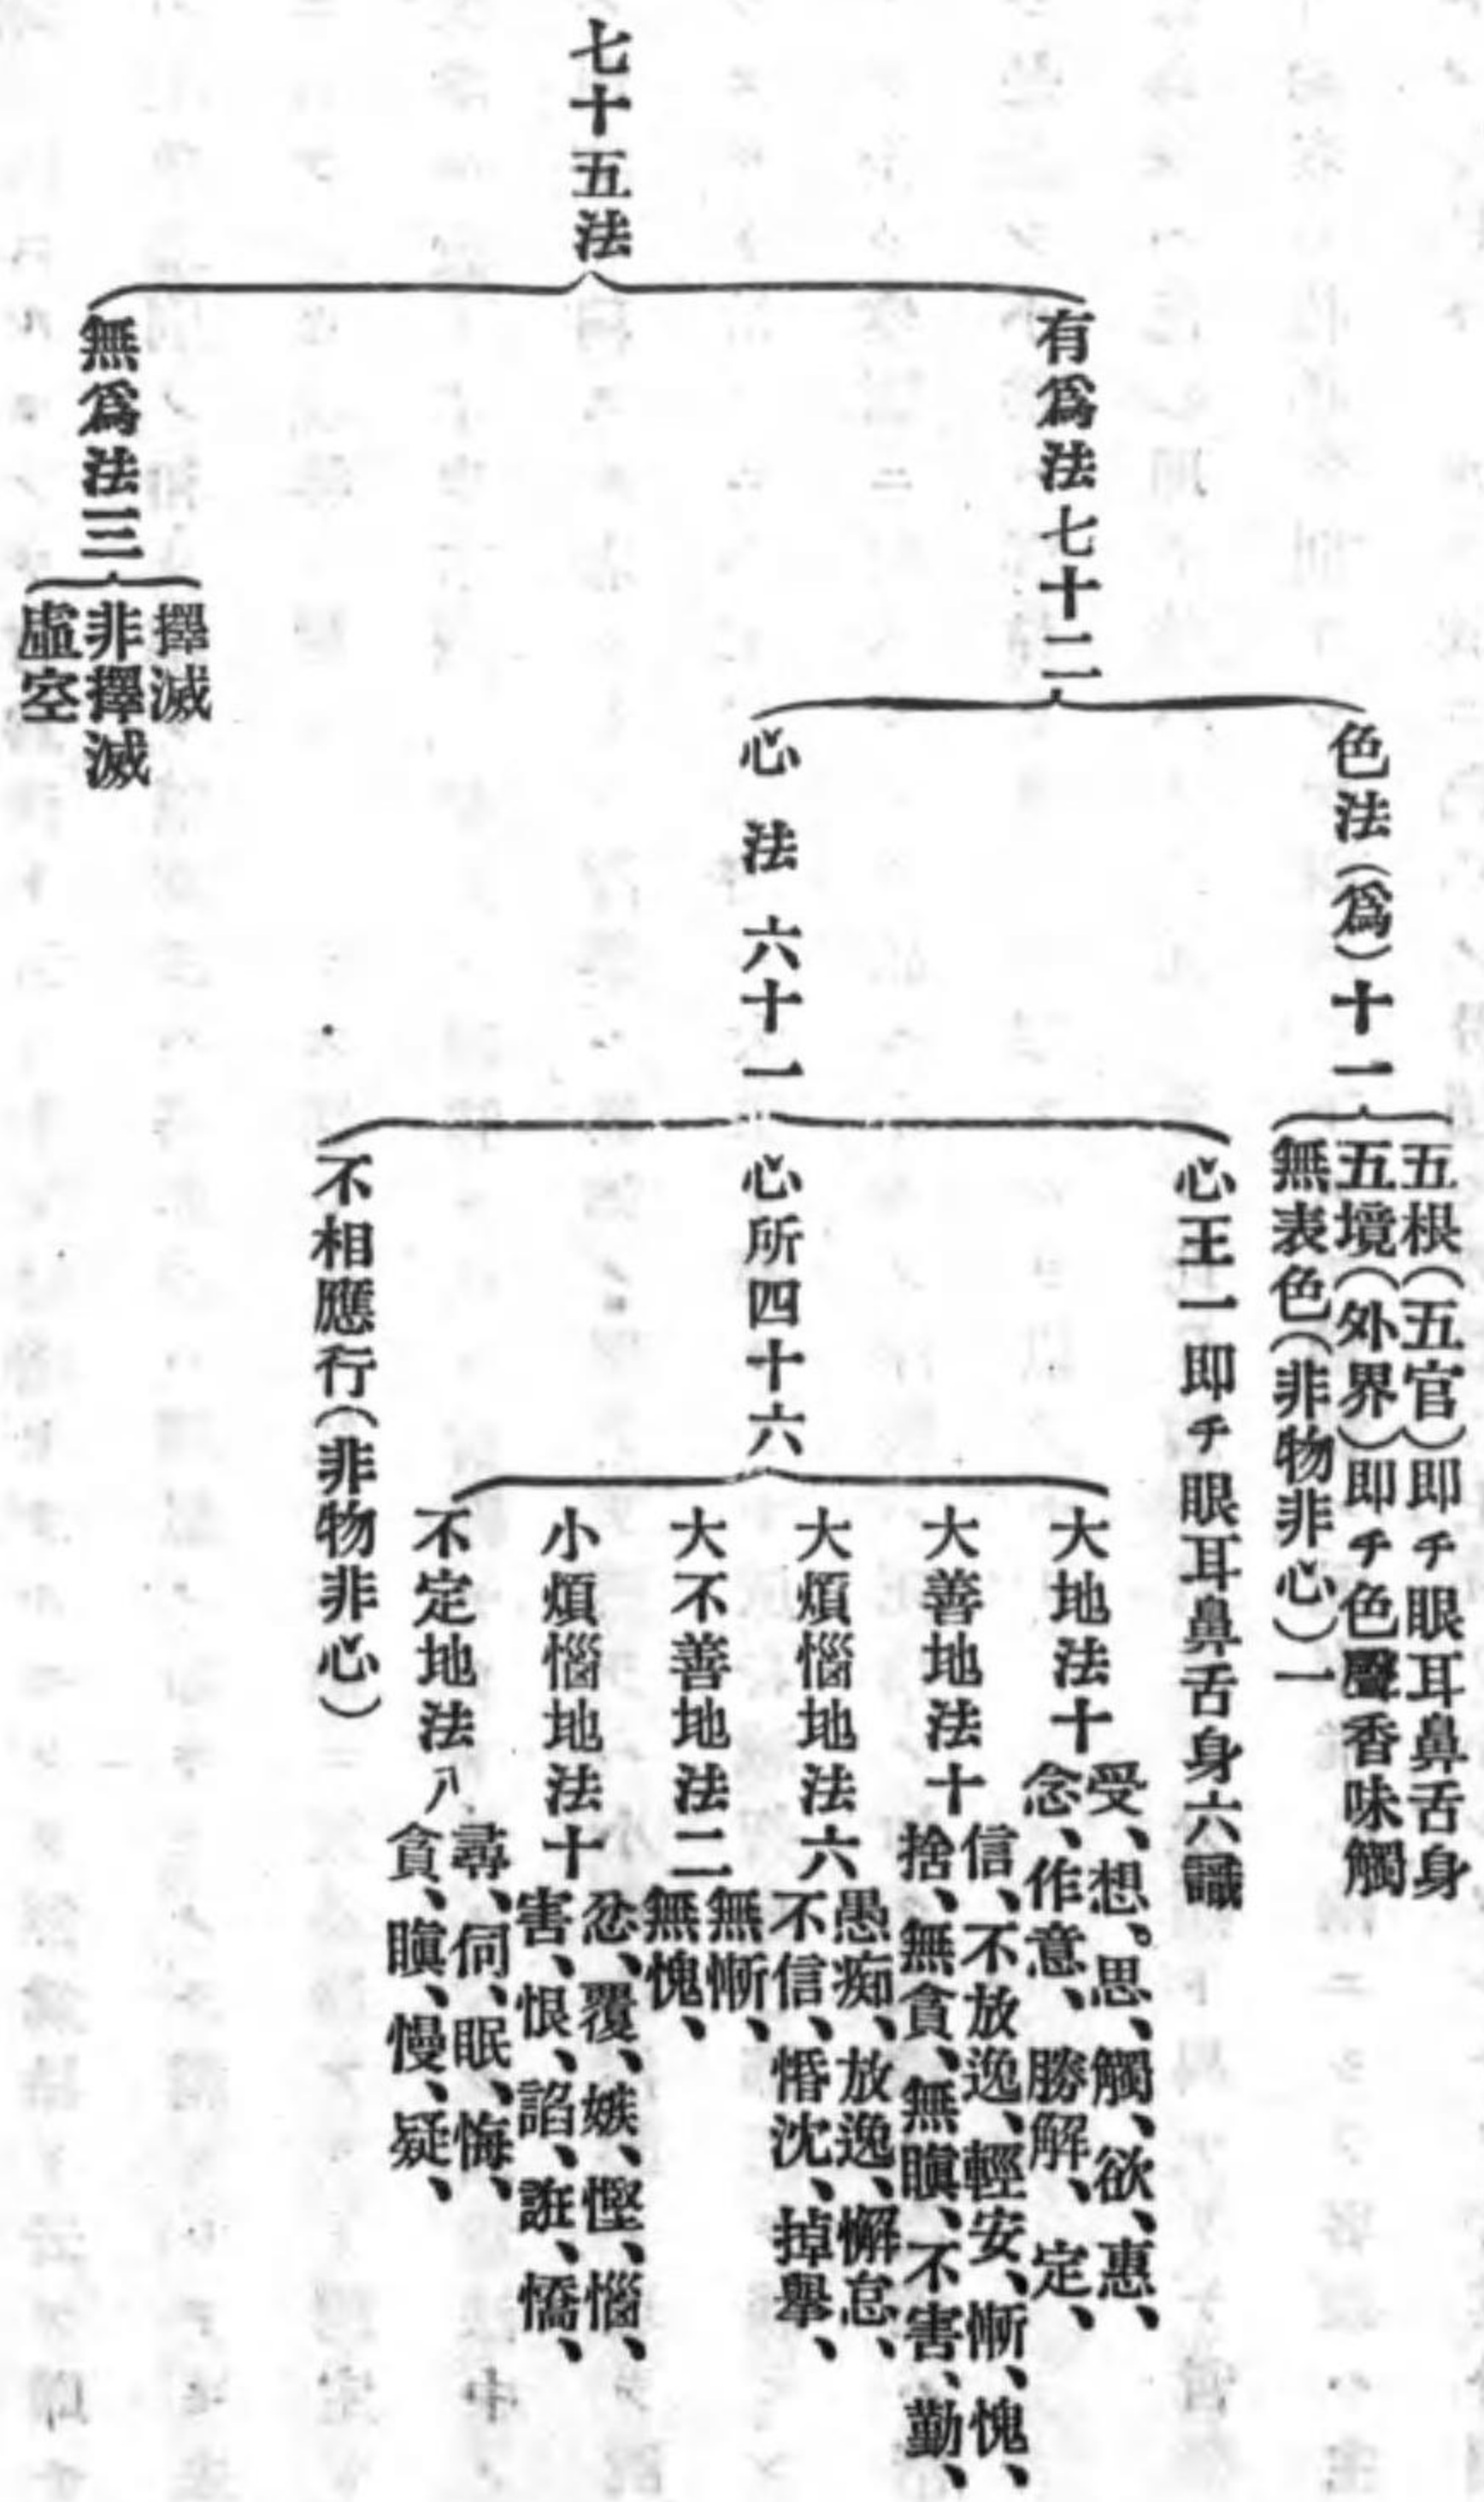 七十五法
有爲法七十二
色法(爲)十一
五根(五官)即チ眼耳鼻舌身
五境(外界)即チ色聲香味觸
無表色(非物非心)一
心法六十一
心王一即チ眼耳鼻舌身六識
心所四十六
大地法十
受、想、思、觸、欲、惠、
念、作意、勝解、定、
大善地法十
信、不放逸、輕安、慚、愧、
捨、無貪、無瞋、不害、勤、
大煩惱地法六
愚痴、放逸、懈怠、
不信、惛沈、掉擧、
大不善地法二
無慚、
無愧、
小煩惱地法十
忿、覆、嫉、慳、惱、
害、恨、諂、誑、憍、
不定地法八
尋、伺、眠、悔、
貪、瞋、慢、疑、
不相應行(非物非心)
無爲法三
擇滅
非擇滅
虛空